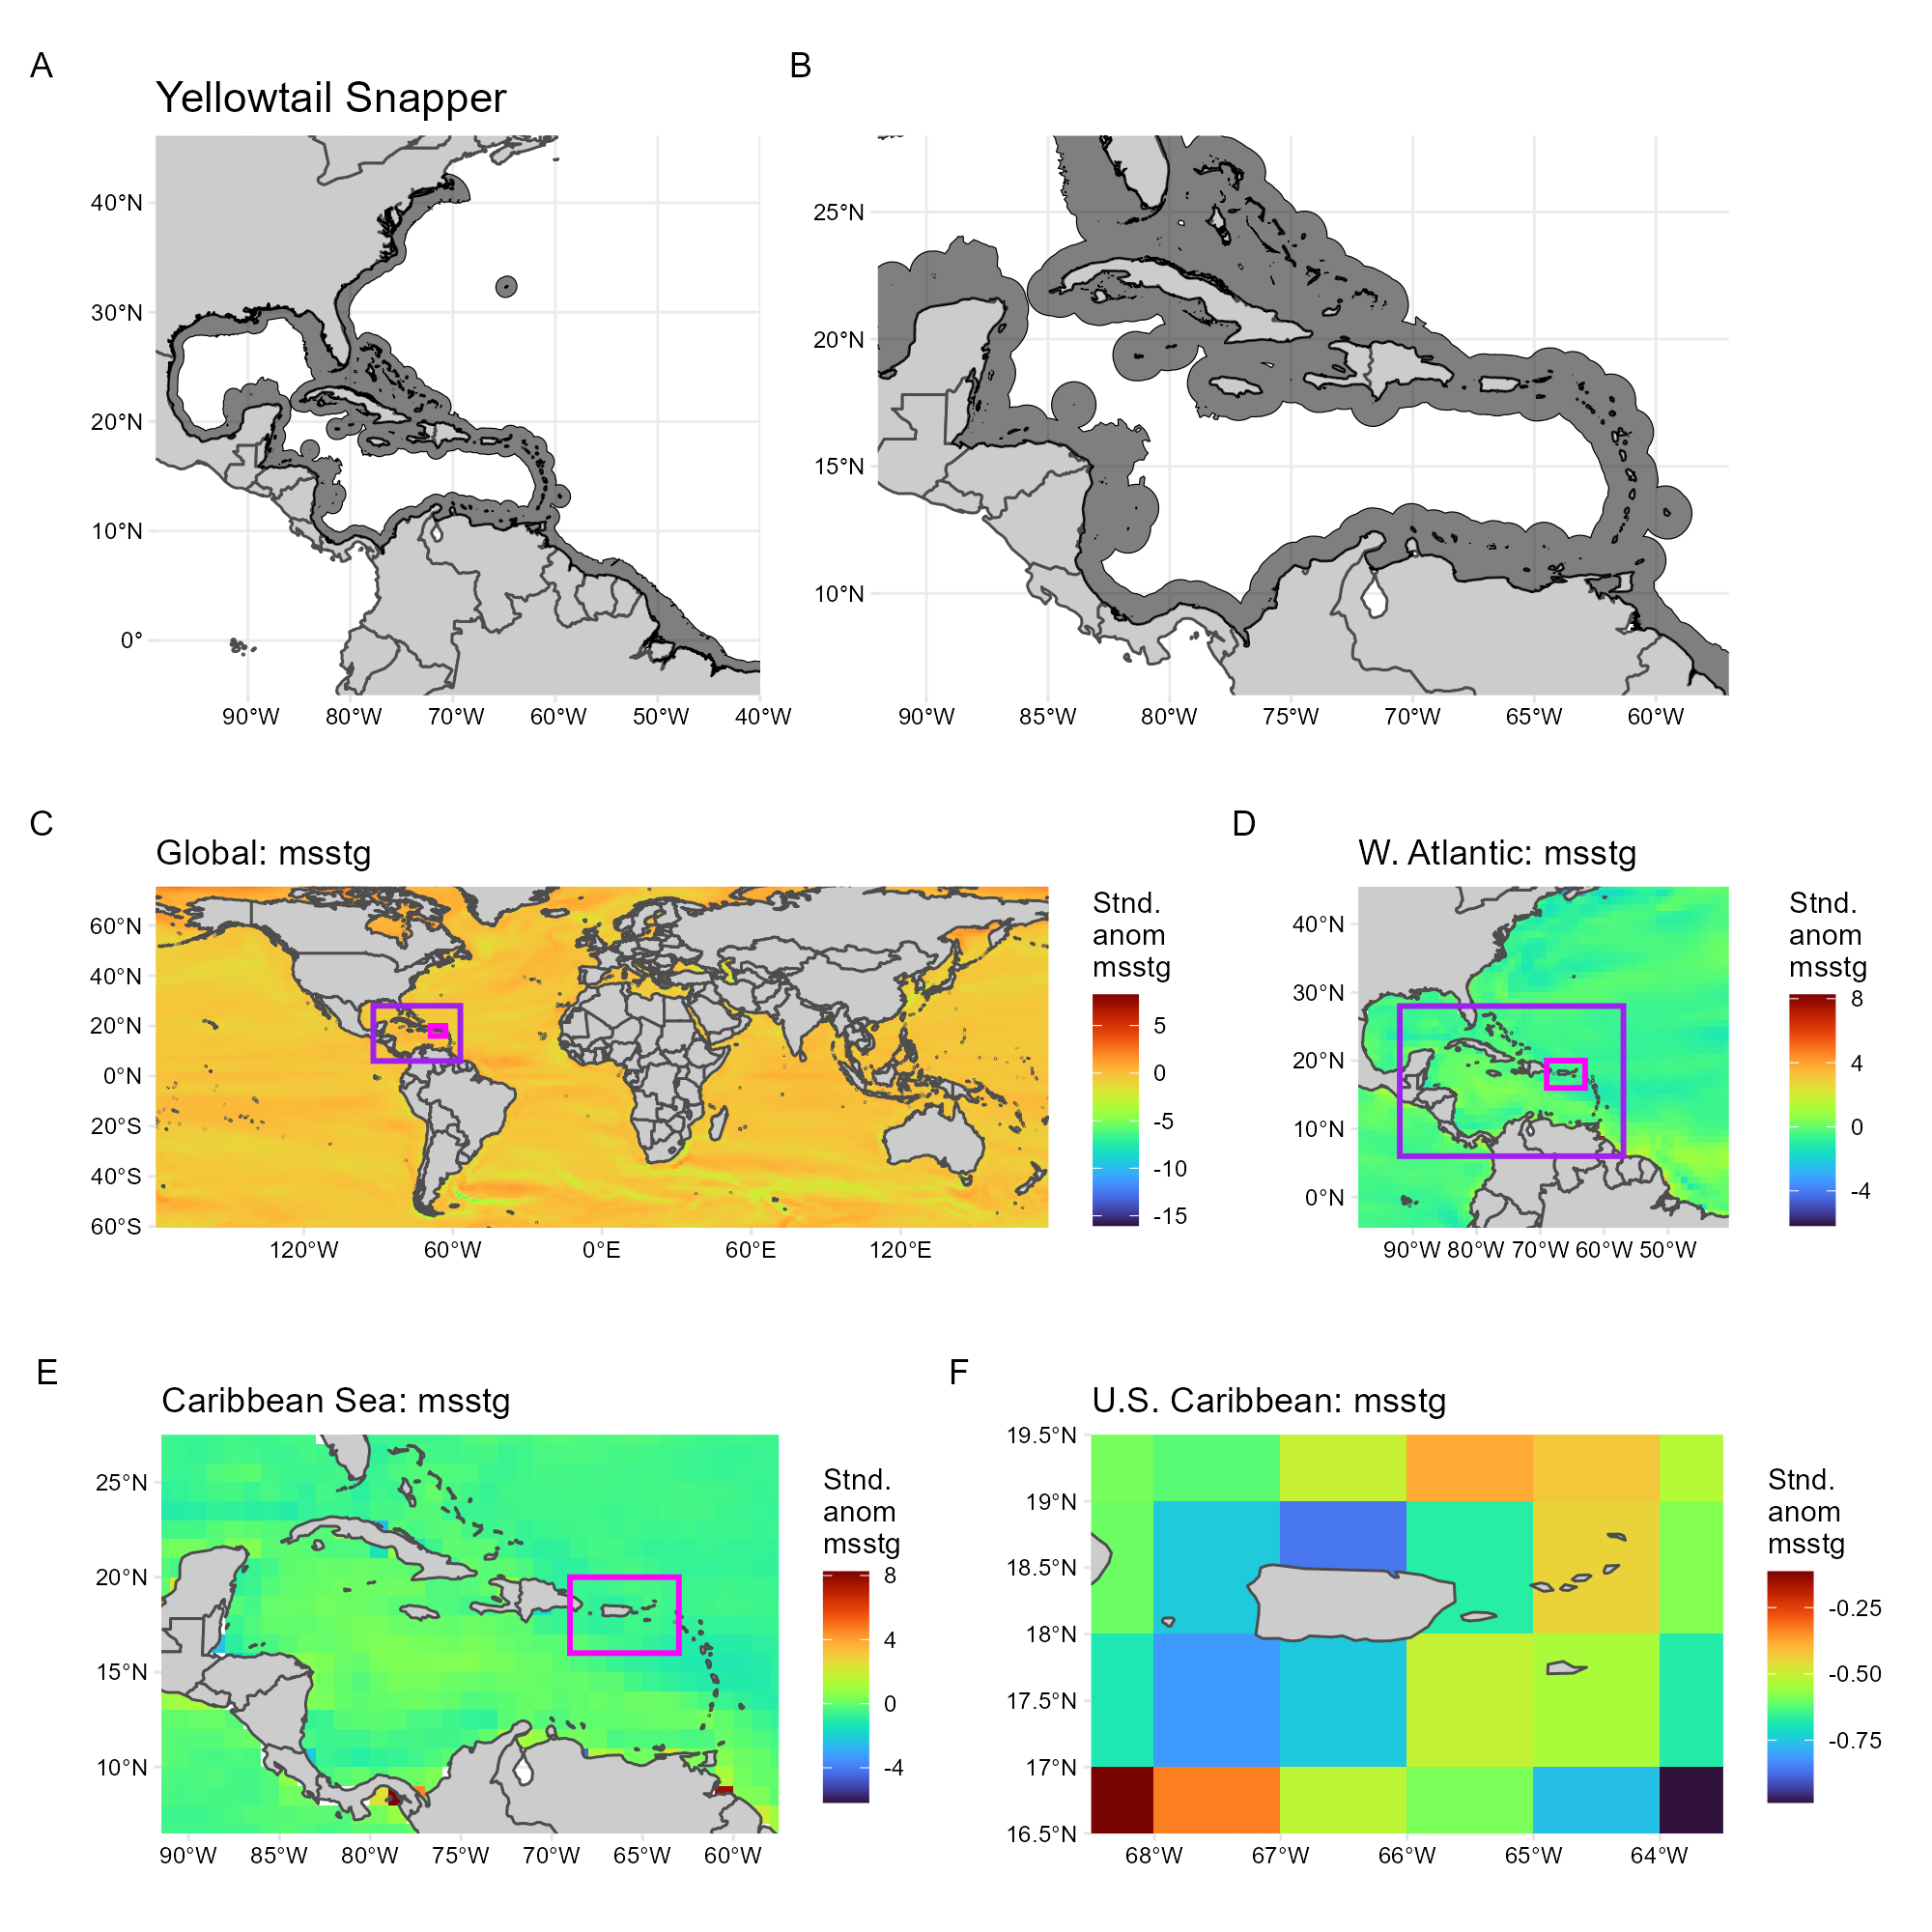 A
B
Yellowtail Snapper
40°N
30°N
20°N
10°N
0°
90°W 80°W 70°W 60°W 50°W 40°W
25°N
20°N
15°N
10°N
90°W 85°W 80°W 75°W 70°W 65°W 60°W
C
Global: msstg
60°N
40°N
20°N
0°N
20°S
40°S
60°S
120°W 60°W 0°E 60°E 120°E
Stnd.
anom
msstg
5
0
-5
-10
-15
D
W. Atlantic: msstg
40°N
30°N
20°N
10°N
0°N
90°W 80°W 70°W 60°W 50°W
Stnd.
anom
msstg
8
4
0
-4
E
Caribbean Sea: msstg
25°N
20°N
15°N
10°N
90°W 85°W 80°W 75°W 70°W 65°W 60°W
Stnd.
anom
msstg
8
4
0
-4
F
U.S. Caribbean: msstg
19.5°N
19°N
18.5°N
18°N
17.5°N
17°N
16.5°N
68°W 67°W 66°W 65°W 64°W
Stnd.
anom
msstg
-0.25
-0.50
-0.75